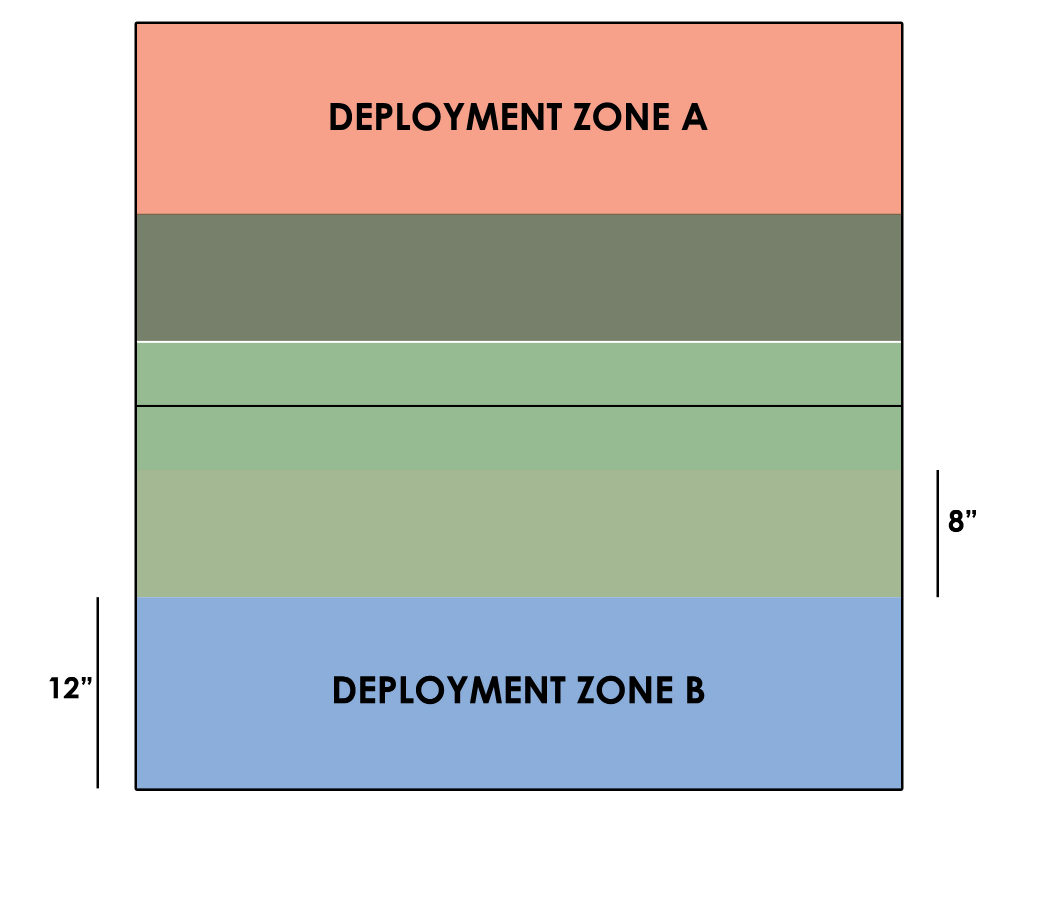 DEPLOYMENT ZONE A
8”
12”
DEPLOYMENT ZONE B